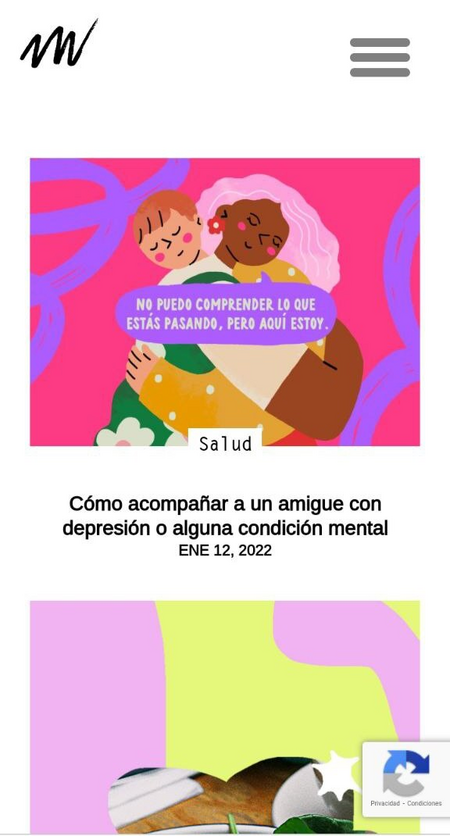 NO PUEDO COMPRENDER LO QUE
ESTÁS PASANDO, PERO AQUÍ ESTOY.
Salud
Cómo acompañar a un amigue con
depresión o alguna condición mental
ENE 12, 2022
Privacidad - Condiciones